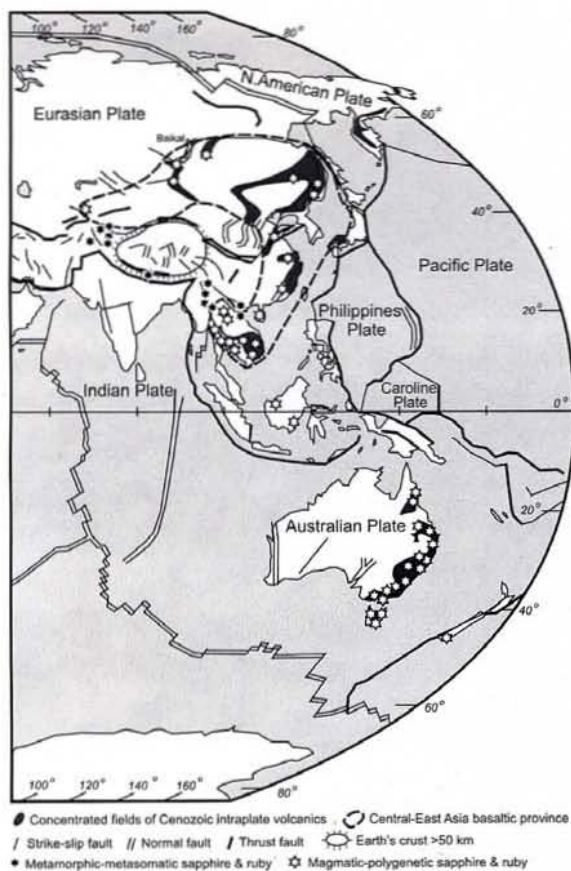 100° 120° 140° 160° 80°
N.American Plate
Eurasian Plate
60°
Baikal
40°
Pacific Plate
Philippines
Plate
20°
Indian Plate
Caroline
Plate
0°
Australian Plate
20°
40°
60°
100° 120° 140° 160°
80°
Concentrated fields of Cenozoic intraplate volcanics Central-East Asia basaltic province
Strike-slip fault Normal fault Thrust fault Earth's crust >50 km
Metamorphic-metasomatic sapphire & ruby Magmatic-polygenetic sapphire & ruby